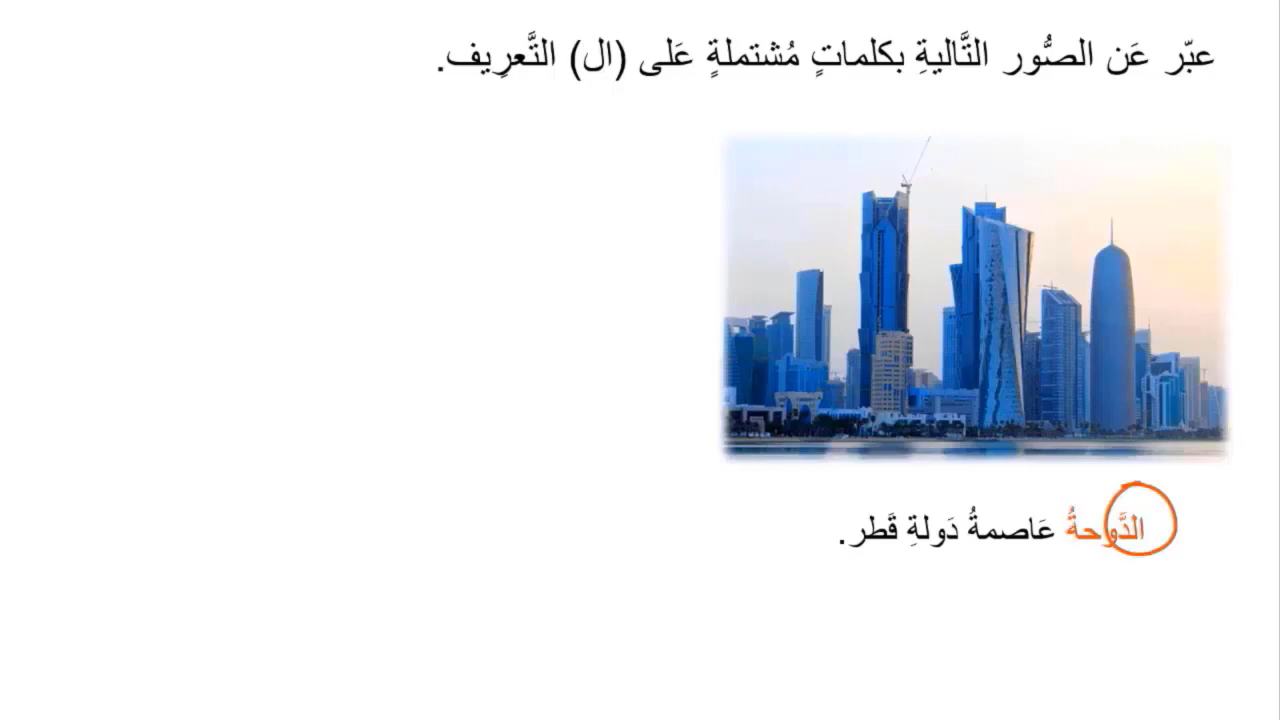 عبّر عَن الصُّور التَّاليةِ بكلماتٍ مُشتملةٍ عَلى (ال) التَّعرِيف.
الدَّوحةُ عَاصمةُ دَولةِ قَطر.